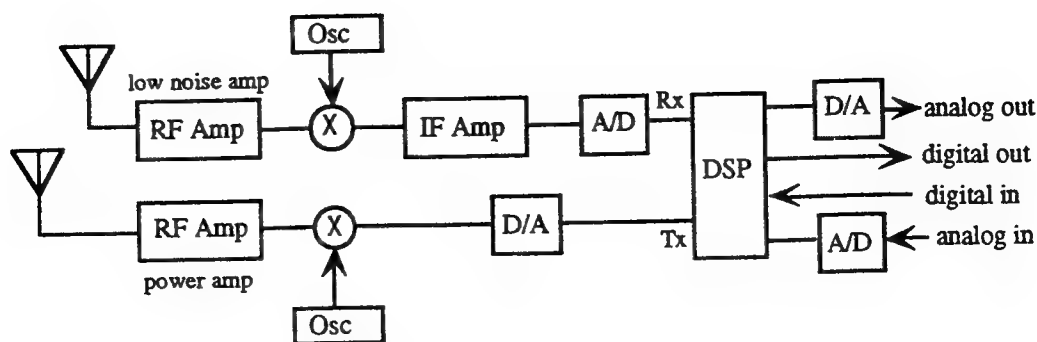 Osc
low noise amp
RF Amp
X
IF Amp
A/D
Rx
DSP
D/A
analog out
digital out
digital in
analog in
A/D
RF Amp
power amp
X
D/A
Tx
Osc